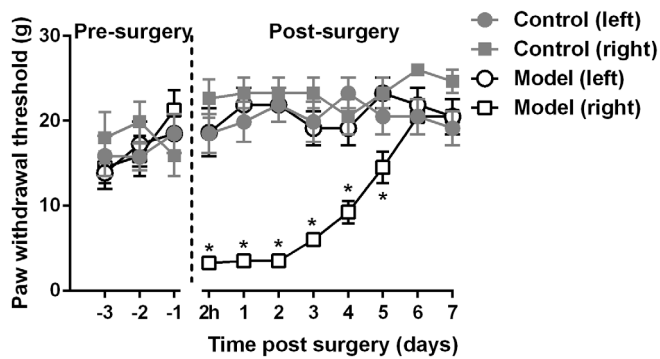 Pre-surgery Post-surgery
Control (left)
Control (right)
Model (left)
Model (right)
Paw withdrawal threshold (g)
30
20
10
0
* * * * * *
-3 -2 -1 2h 1 2 3 4 5 6 7
Time post surgery (days)